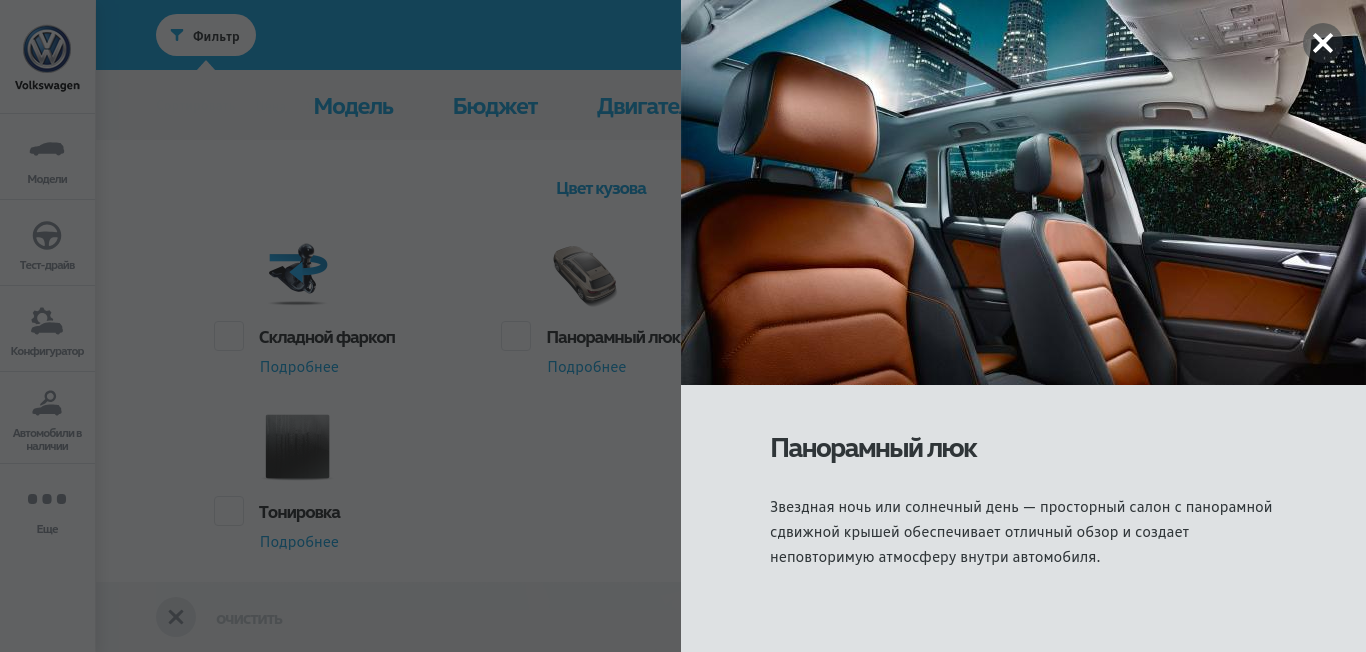 Volkswagen
Модели
Тест-драйв
Конфигуратор
Автомобили в
наличии
Еще
Фильтр
Модель
Бюджет
Цвет кузова
Складной фаркоп
Подробнее
Панорамный люк
Подробнее
Тонировка
Подробнее
ОЧИСТИТЬ
Панорамный люк
Звездная ночь или солнечный день — просторный салон с панорамной
сдвижной крышей обеспечивает отличный обзор и создает
неповторимую атмосферу внутри автомобиля.